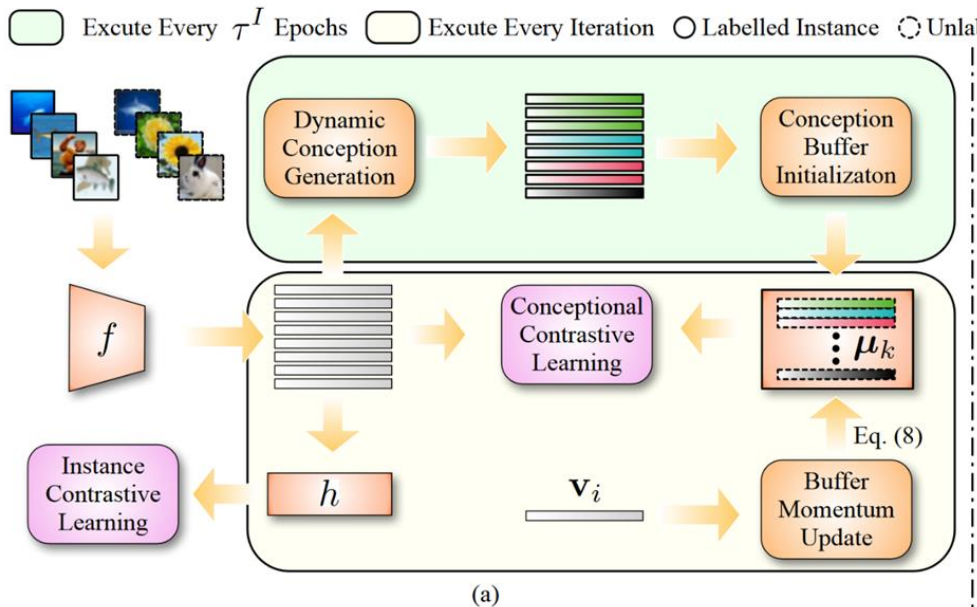 Excute Every τ^I Epochs Excute Every Iteration Labelled Instance
Dynamic
Conception
Generation
Conception
Buffer
Initializaton
f
Conceptional
Contrastive
Learning
μ_k
Eq. (8)
Instance
Contrastive
Learning
h
v_i
Buffer
Momentum
Update
(a)